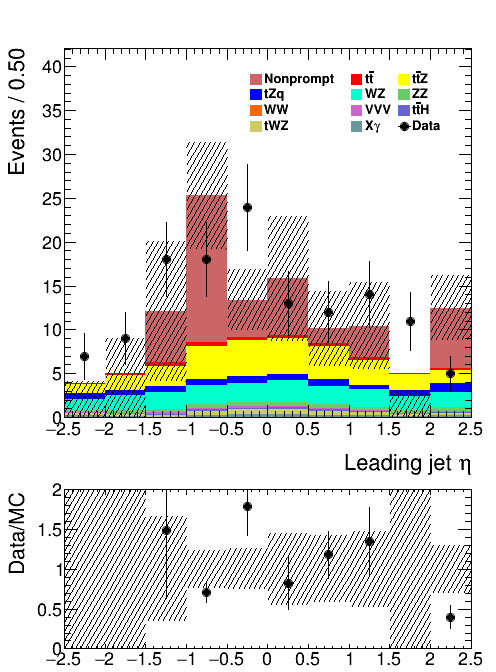 Events / 0.50
40
35
30
25
20
15
10
5
0
Nonprompt tt̄ tt̄Z
tZq WZ ZZ
WW VVV tt̄H
tWZ Xγ Data
−2.5 −2 −1.5 −1 −0.5 0 0.5 1 1.5 2 2.5
Leading jet η
Data/MC
2
1.5
1
0.5
0
−2.5 −2 −1.5 −1 −0.5 0 0.5 1 1.5 2 2.5